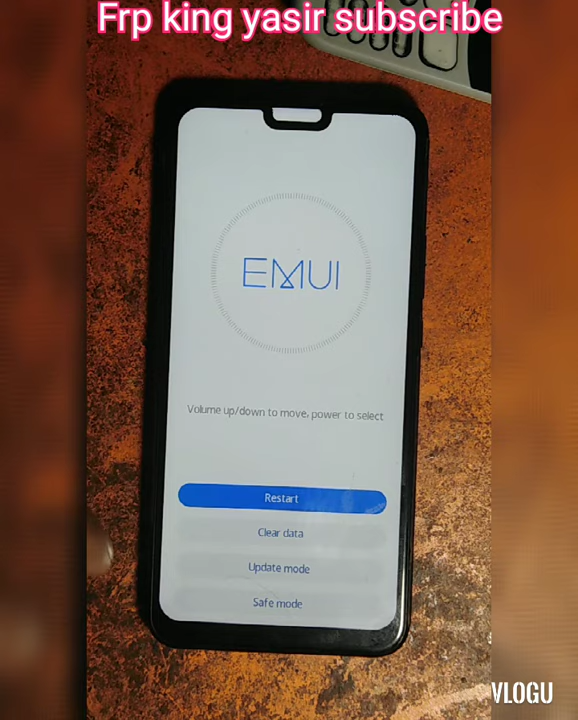 Frp king yasir subscribe
EMUI
Volume up/down to move, power to select
Restart
Clear data
Update mode
Safe mode
VLOGU